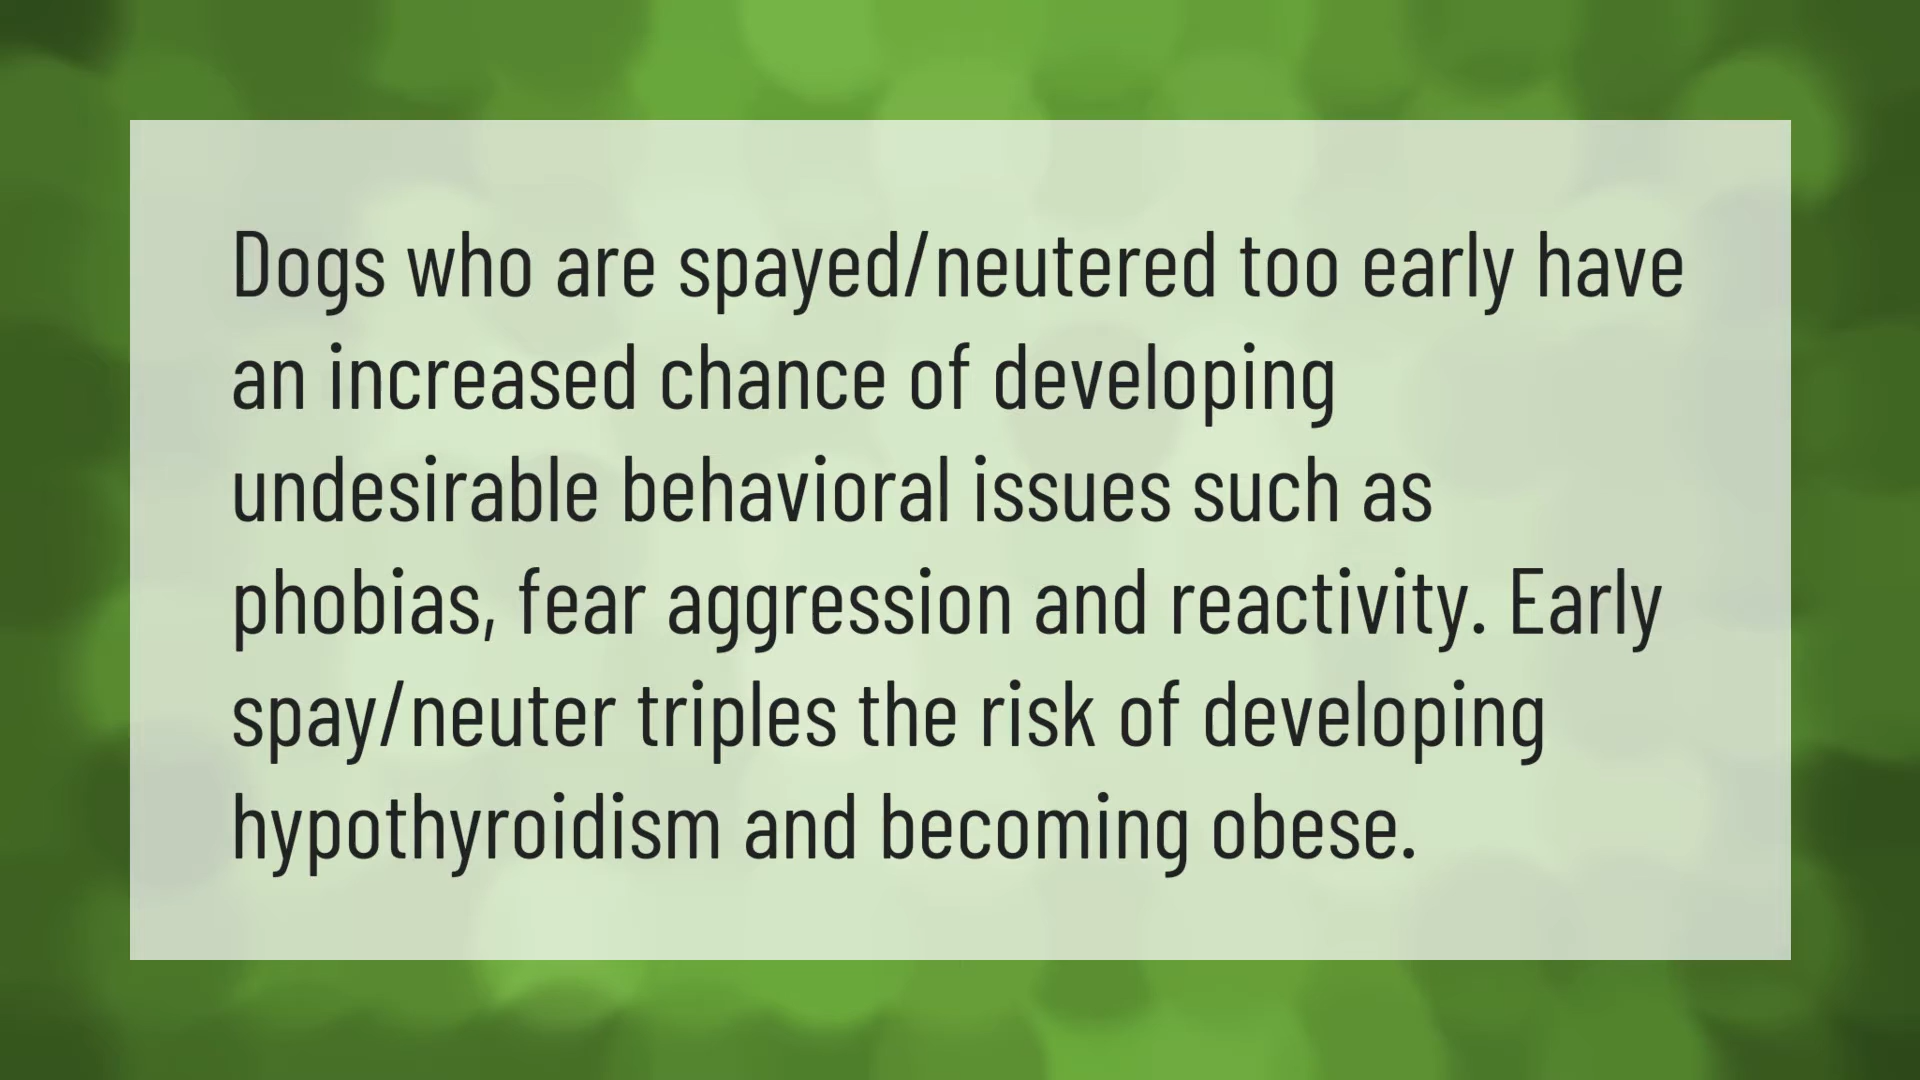 Dogs who are spayed/neutered too early have
an increased chance of developing
undesirable behavioral issues such as
phobias, fear aggression and reactivity. Early
spay/neuter triples the risk of developing
hypothyroidism and becoming obese.